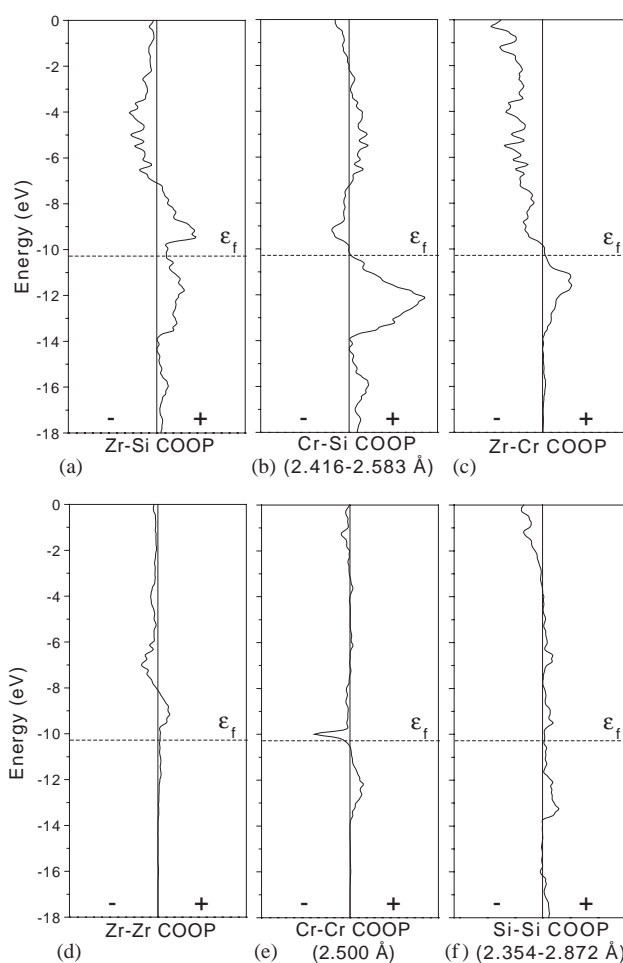 0
-2
-4
-6
-8
-10
-12
-14
-16
-18
Energy (eV)
εf
- +
Zr-Si COOP
(a)
εf
- +
Cr-Si COOP
(2.416-2.583 Å)
(b)
εf
- +
Zr-Cr COOP
(c)
0
-2
-4
-6
-8
-10
-12
-14
-16
-18
Energy (eV)
εf
- +
Zr-Zr COOP
(d)
εf
- +
Cr-Cr COOP
(2.500 Å)
(e)
εf
- +
Si-Si COOP
(2.354-2.872 Å)
(f)